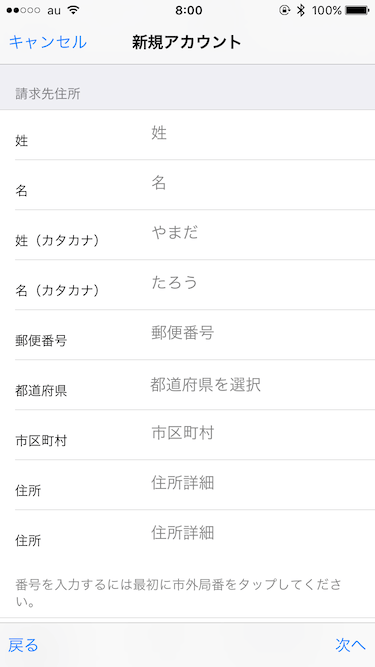 au 8:00 100%
キャンセル 新規アカウント
請求先住所
姓 姓
名 名
姓（カタカナ） やまだ
名（カタカナ） たろう
郵便番号 郵便番号
都道府県 都道府県を選択
市区町村 市区町村
住所 住所詳細
住所 住所詳細
番号を入力するには最初に市外局番をタップしてくださ
い。
戻る 次へ